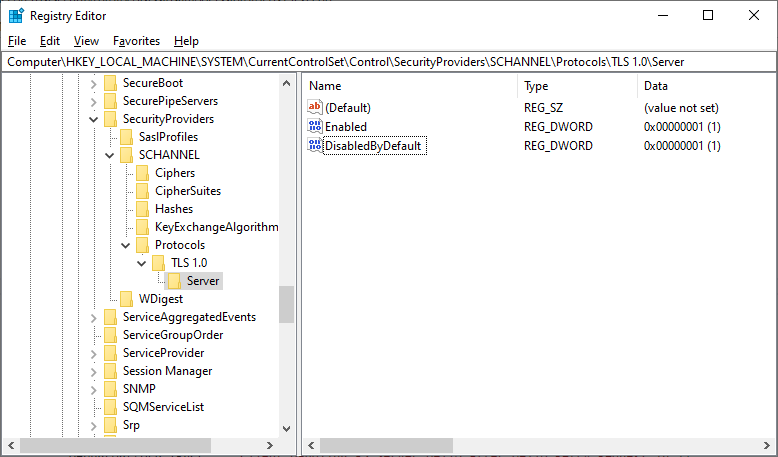 Registry Editor
File Edit View Favorites Help
Computer\HKEY_LOCAL_MACHINE\SYSTEM\CurrentControlSet\Control\SecurityProviders\SCHANNEL\Protocols\TLS 1.0\Server
SecureBoot
SecurePipeServers
SecurityProviders
SaslProfiles
SCHANNEL
Ciphers
CipherSuites
Hashes
KeyExchangeAlgorithm
Protocols
TLS 1.0
Server
WDigest
ServiceAggregatedEvents
ServiceGroupOrder
ServiceProvider
Session Manager
SNMP
SQMServiceList
Srp
Name Type Data
(Default) REG_SZ (value not set)
Enabled REG_DWORD 0x00000001 (1)
DisabledByDefault REG_DWORD 0x00000001 (1)